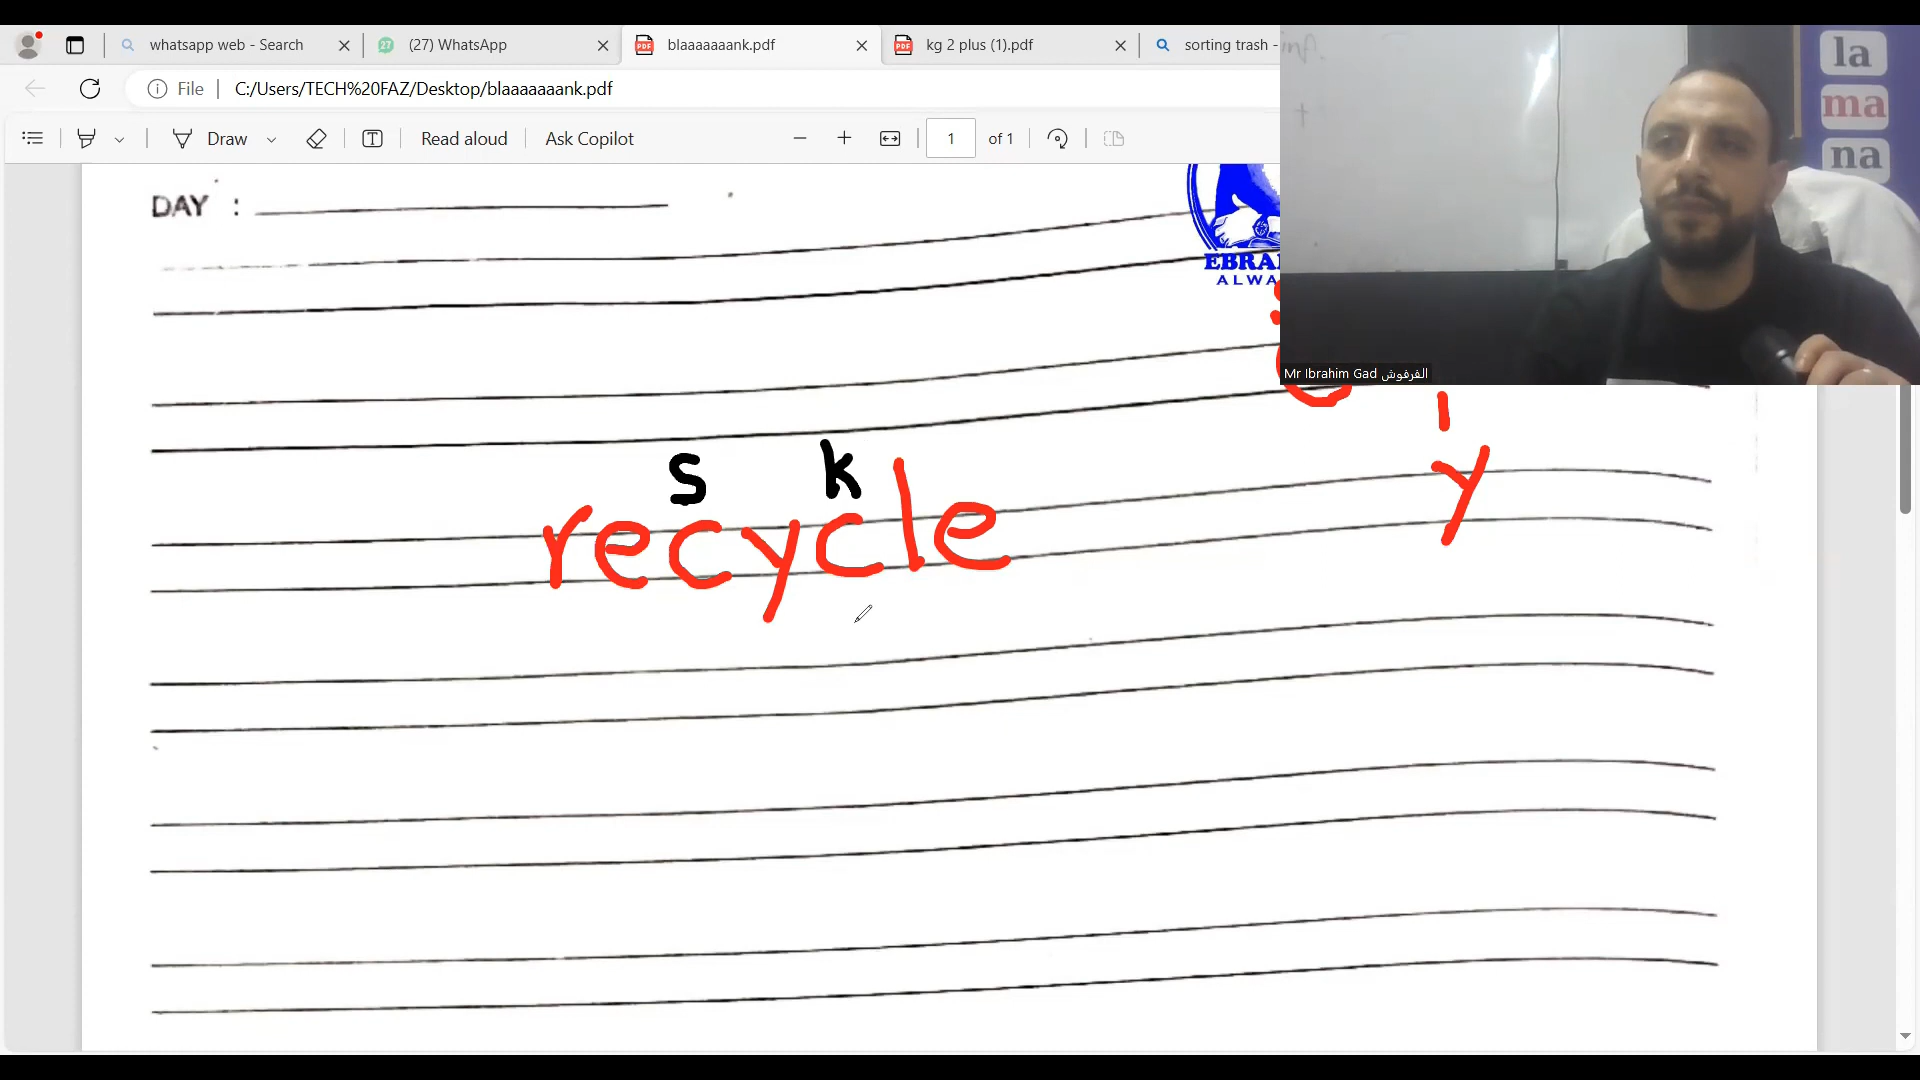 whatsapp web - Search
(27) WhatsApp
blaaaaaaank.pdf
kg 2 plus (1).pdf
sorting trash -
File
C:/Users/TECH%20FAZ/Desktop/blaaaaaaank.pdf
Draw
Read aloud
Ask Copilot
1 of 1
DAY :
EBRA
ALWA
la
ma
na
Mr Ibrahim Gad الفرفوش
s k
recycle
i
y